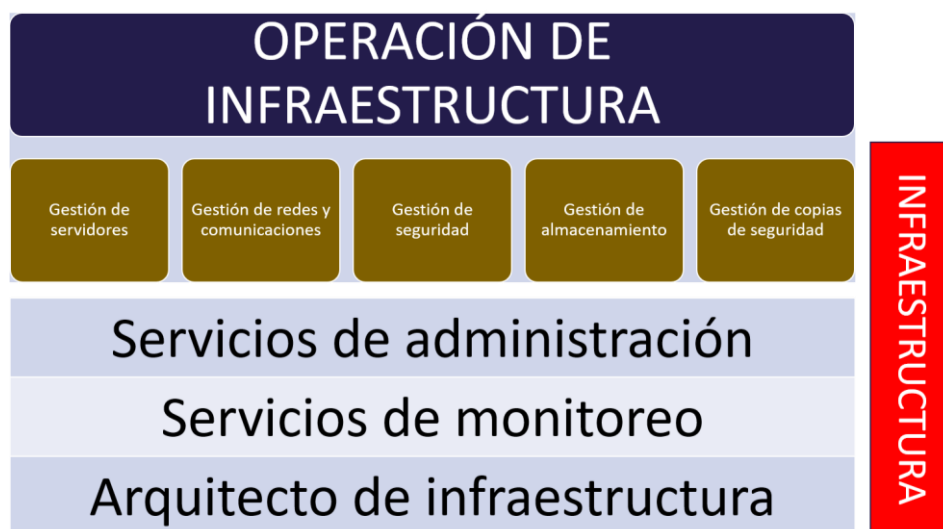 OPERACIÓN DE
INFRAESTRUCTURA
Gestión de
servidores
Gestión de redes y
comunicaciones
Gestión de
seguridad
Gestión de
almacenamiento
Gestión de copias
de seguridad
Servicios de administración
Servicios de monitoreo
Arquitecto de infraestructura
INFRAESTRUCTURA